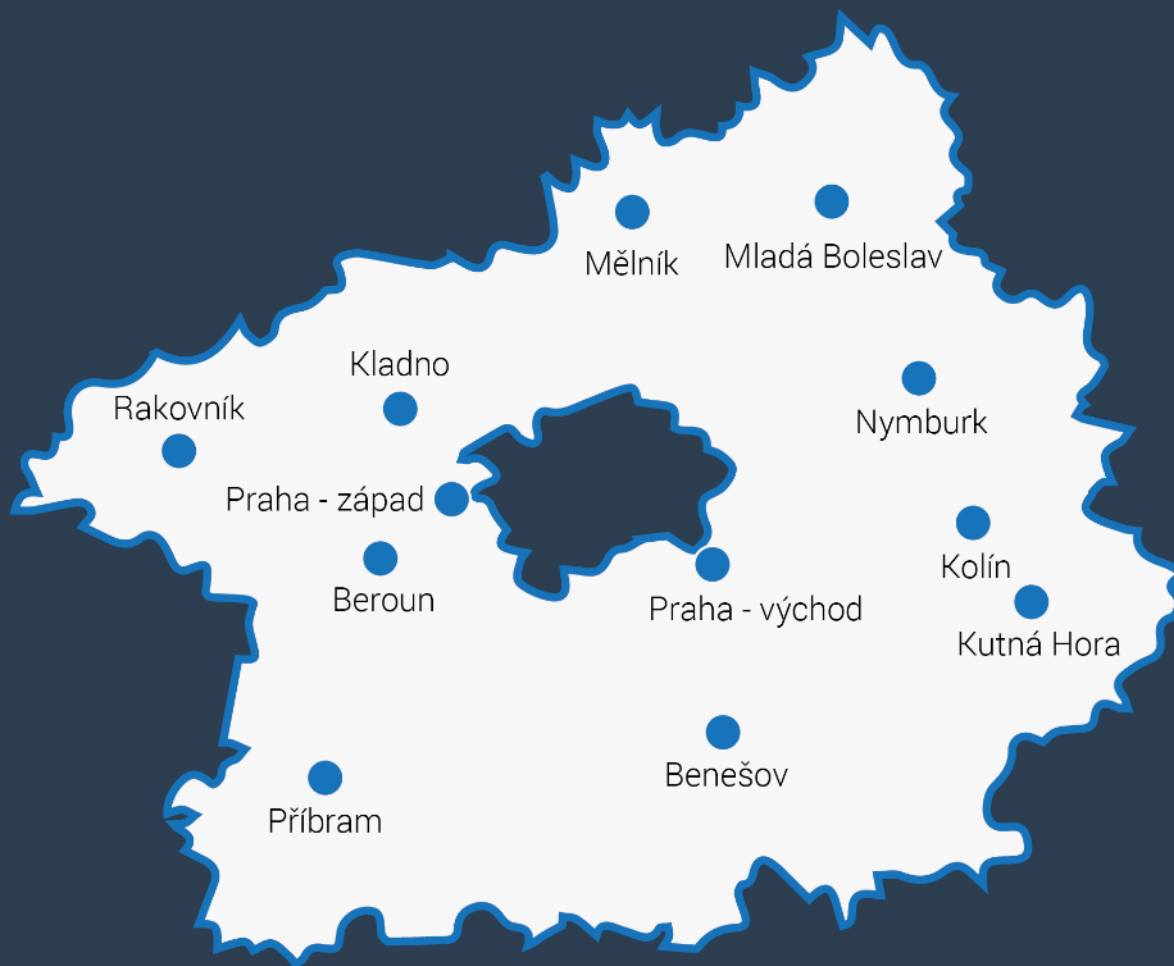 Mělník
Mladá Boleslav
Kladno
Rakovník
Nymburk
Praha - západ
Kolín
Beroun
Praha - východ
Kutná Hora
Benešov
Příbram